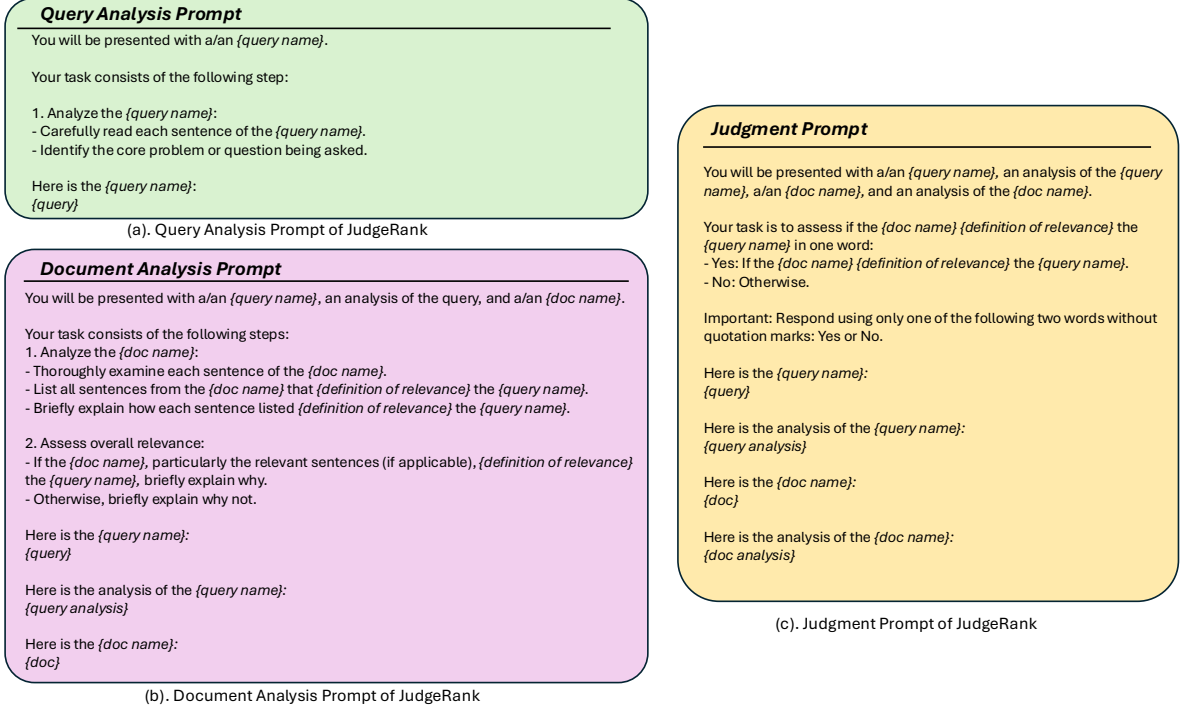 Query Analysis Prompt
You will be presented with a/an {query name}.
Your task consists of the following step:
1. Analyze the {query name}:
- Carefully read each sentence of the {query name}.
- Identify the core problem or question being asked.
Here is the {query name}:
{query}
(a). Query Analysis Prompt of JudgeRank
Document Analysis Prompt
You will be presented with a/an {query name}, an analysis of the query, and a/an {doc name}.
Your task consists of the following steps:
1. Analyze the {doc name}:
- Thoroughly examine each sentence of the {doc name}.
- List all sentences from the {doc name} that {definition of relevance} the {query name}.
- Briefly explain how each sentence listed {definition of relevance} the {query name}.
2. Assess overall relevance:
- If the {doc name}, particularly the relevant sentences (if applicable), {definition of relevance}
the {query name}, briefly explain why.
- Otherwise, briefly explain why not.
Here is the {query name}:
{query}
Here is the analysis of the {query name}:
{query analysis}
Here is the {doc name}:
{doc}
(b). Document Analysis Prompt of JudgeRank
Judgment Prompt
You will be presented with a/an {query name}, an analysis of the {query
name}, a/an {doc name}, and an analysis of the {doc name}.
Your task is to assess if the {doc name} {definition of relevance} the
{query name} in one word:
- Yes: If the {doc name} {definition of relevance} the {query name}.
- No: Otherwise.
Important: Respond using only one of the following two words without
quotation marks: Yes or No.
Here is the {query name}:
{query}
Here is the analysis of the {query name}:
{query analysis}
Here is the {doc name}:
{doc}
Here is the analysis of the {doc name}:
{doc analysis}
(c). Judgment Prompt of JudgeRank